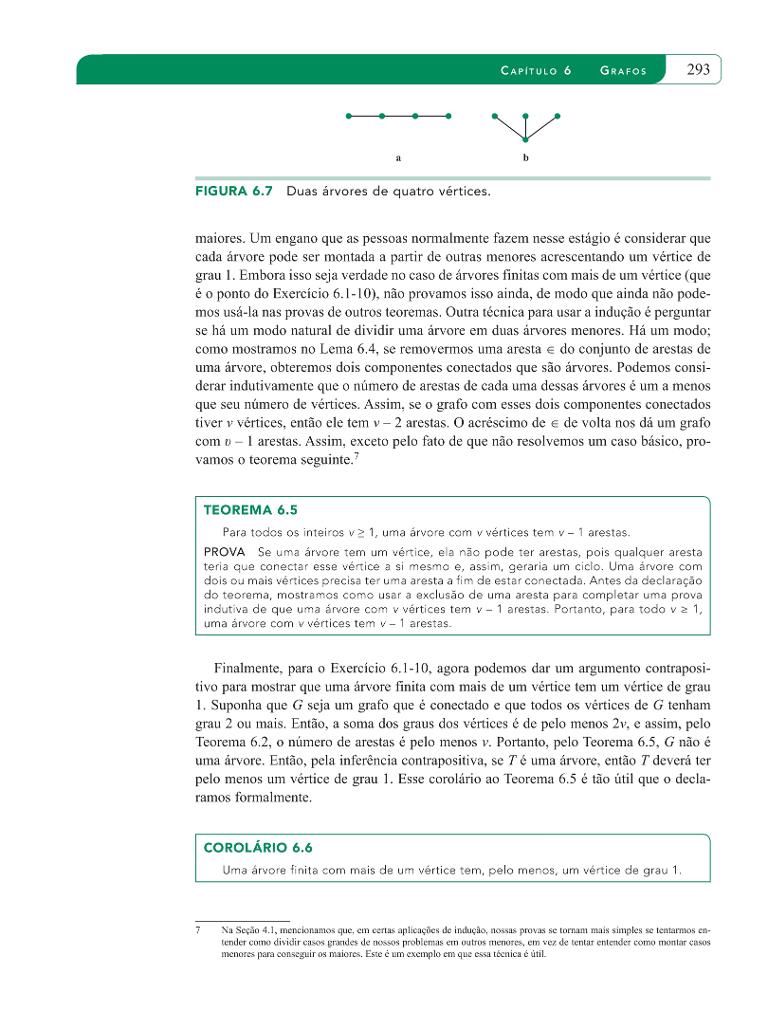 CAPÍTULO 6 GRAFOS 293
a b
FIGURA 6.7 Duas árvores de quatro vértices.
maiores. Um engano que as pessoas normalmente fazem nesse estágio é considerar que
cada árvore pode ser montada a partir de outras menores acrescentando um vértice de
grau 1. Embora isso seja verdade no caso de árvores finitas com mais de um vértice (que
é o ponto do Exercício 6.1-10), não provamos isso ainda, de modo que ainda não pode-
mos usá-la nas provas de outros teoremas. Outra técnica para usar a indução é perguntar
se há um modo natural de dividir uma árvore em duas árvores menores. Há um modo;
como mostramos no Lema 6.4, se removermos uma aresta ∈ do conjunto de arestas de
uma árvore, obteremos dois componentes conectados que são árvores. Podemos consi-
derar indutivamente que o número de arestas de cada uma dessas árvores é um a menos
que seu número de vértices. Assim, se o grafo com esses dois componentes conectados
tiver v vértices, então ele tem v – 2 arestas. O acréscimo de ∈ de volta nos dá um grafo
com υ – 1 arestas. Assim, exceto pelo fato de que não resolvemos um caso básico, pro-
vamos o teorema seguinte.⁷
TEOREMA 6.5
Para todos os inteiros v ≥ 1, uma árvore com v vértices tem v – 1 arestas.
PROVA Se uma árvore tem um vértice, ela não pode ter arestas, pois qualquer aresta
teria que conectar esse vértice a si mesmo e, assim, geraria um ciclo. Uma árvore com
dois ou mais vértices precisa ter uma aresta a fim de estar conectada. Antes da declaração
do teorema, mostramos como usar a exclusão de uma aresta para completar uma prova
indutiva de que uma árvore com v vértices tem v – 1 arestas. Portanto, para todo v ≥ 1,
uma árvore com v vértices tem v – 1 arestas.
Finalmente, para o Exercício 6.1-10, agora podemos dar um argumento contraposi-
tivo para mostrar que uma árvore finita com mais de um vértice tem um vértice de grau
1. Suponha que G seja um grafo que é conectado e que todos os vértices de G tenham
grau 2 ou mais. Então, a soma dos graus dos vértices é de pelo menos 2v, e assim, pelo
Teorema 6.2, o número de arestas é pelo menos v. Portanto, pelo Teorema 6.5, G não é
uma árvore. Então, pela inferência contrapositiva, se T é uma árvore, então T deverá ter
pelo menos um vértice de grau 1. Esse corolário ao Teorema 6.5 é tão útil que o decla-
ramos formalmente.
COROLÁRIO 6.6
Uma árvore finita com mais de um vértice tem, pelo menos, um vértice de grau 1.
7 Na Seção 4.1, mencionamos que, em certas aplicações de indução, nossas provas se tornam mais simples se tentarmos en-
tender como dividir casos grandes de nossos problemas em outros menores, em vez de tentar entender como montar casos
menores para conseguir os maiores. Este é um exemplo em que essa técnica é útil.